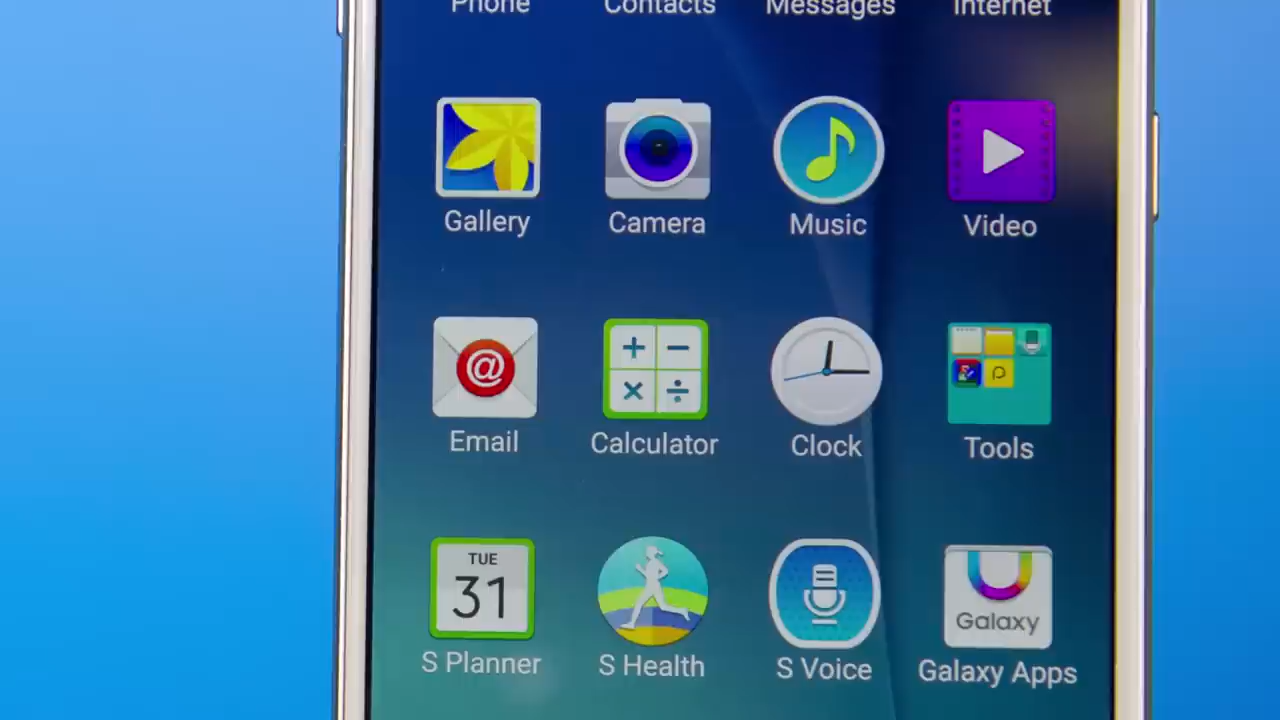 Phone Contacts Messages Internet
Gallery Camera Music Video
@
+ −
× ÷
Email Calculator Clock Tools
TUE
31
Galaxy
S Planner S Health S Voice Galaxy Apps